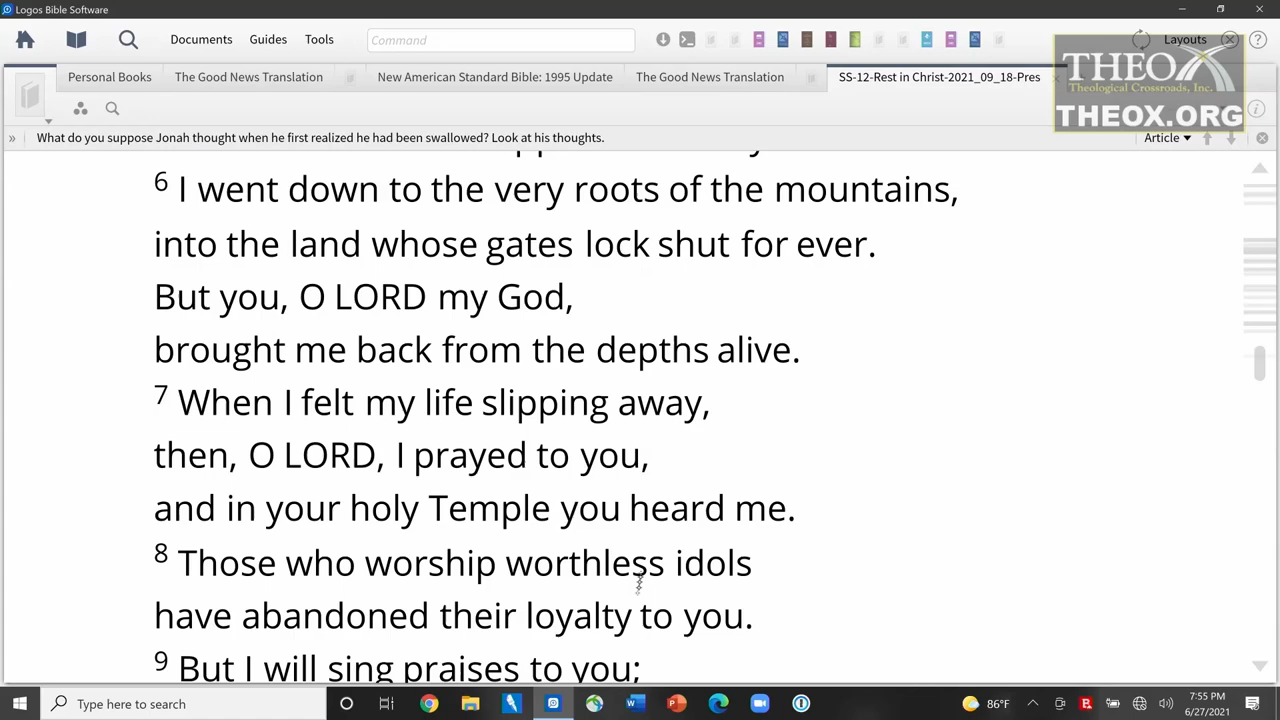 Logos Bible Software
Documents Guides Tools Command Layouts
THEOX
Theological Crossroads, Inc.
THEOX.ORG
Personal Books The Good News Translation New American Standard Bible: 1995 Update The Good News Translation SS-12-Rest in Christ-2021_09_18-Pres
» What do you suppose Jonah thought when he first realized he had been swallowed? Look at his thoughts. Article
6 I went down to the very roots of the mountains,
into the land whose gates lock shut for ever.
But you, O LORD my God,
brought me back from the depths alive.
7 When I felt my life slipping away,
then, O LORD, I prayed to you,
and in your holy Temple you heard me.
8 Those who worship worthless idols
have abandoned their loyalty to you.
9 But I will sing praises to you;
Type here to search 86°F 7:55 PM
6/27/2021